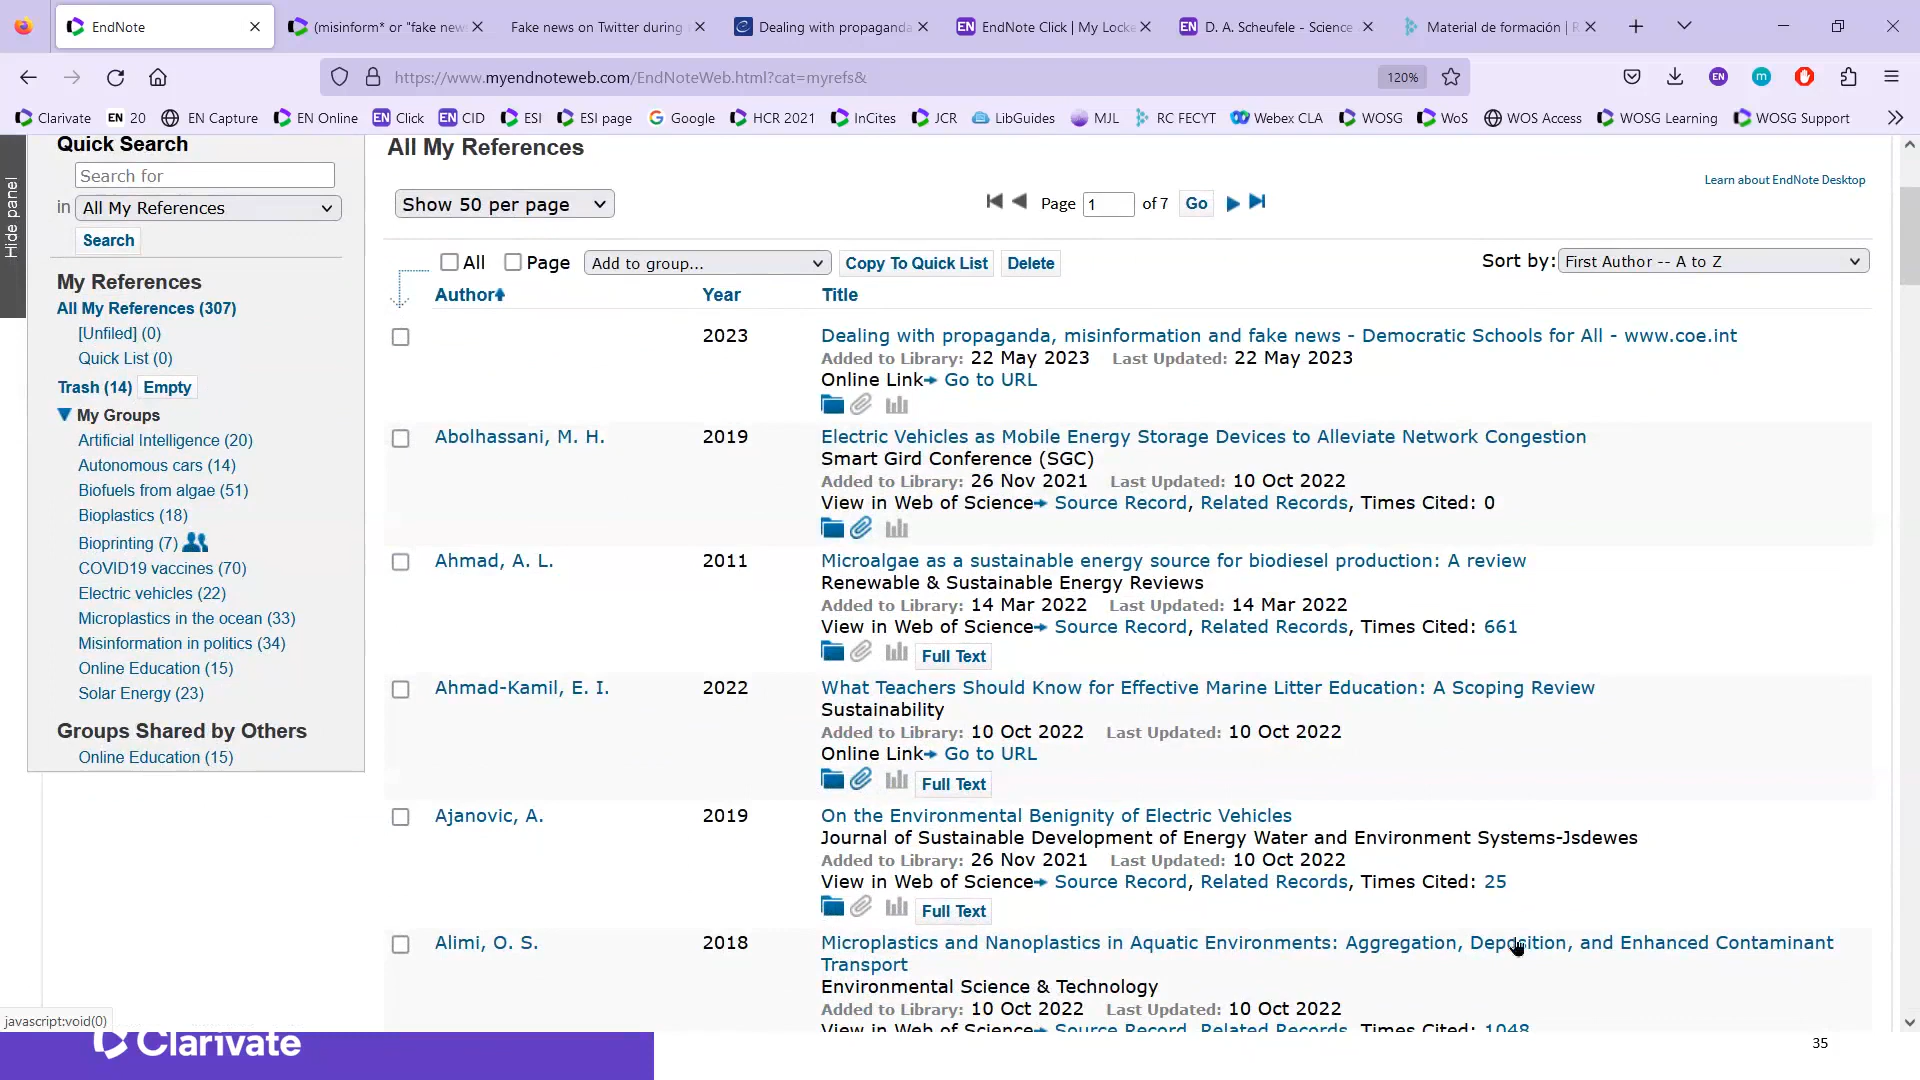 EndNote
(misinform* or "fake new
Fake news on Twitter during
Dealing with propaganda
EndNote Click | My Locke
D. A. Scheufele - Science
Material de formación | R
https://www.myendnoteweb.com/EndNoteWeb.html?cat=myrefs&
120%
Clarivate
EN 20
EN Capture
EN Online
Click
CID
ESI
ESI page
Google
HCR 2021
InCites
JCR
LibGuides
MJL
RC FECYT
Webex CLA
WOSG
WoS
WOS Access
WOSG Learning
WOSG Support
Hide panel
Quick Search
Search for
in All My References
Search
My References
All My References (307)
[Unfiled] (0)
Quick List (0)
Trash (14) Empty
My Groups
Artificial Intelligence (20)
Autonomous cars (14)
Biofuels from algae (51)
Bioplastics (18)
Bioprinting (7)
COVID19 vaccines (70)
Electric vehicles (22)
Microplastics in the ocean (33)
Misinformation in politics (34)
Online Education (15)
Solar Energy (23)
Groups Shared by Others
Online Education (15)
All My References
Learn about EndNote Desktop
Show 50 per page
Page 1 of 7 Go
All Page Add to group... Copy To Quick List Delete
Sort by: First Author -- A to Z
Author Year Title
2023 Dealing with propaganda, misinformation and fake news - Democratic Schools for All - www.coe.int
Added to Library: 22 May 2023 Last Updated: 22 May 2023
Online Link Go to URL
Abolhassani, M. H. 2019 Electric Vehicles as Mobile Energy Storage Devices to Alleviate Network Congestion
Smart Gird Conference (SGC)
Added to Library: 26 Nov 2021 Last Updated: 10 Oct 2022
View in Web of Science Source Record, Related Records, Times Cited: 0
Ahmad, A. L. 2011 Microalgae as a sustainable energy source for biodiesel production: A review
Renewable & Sustainable Energy Reviews
Added to Library: 14 Mar 2022 Last Updated: 14 Mar 2022
View in Web of Science Source Record, Related Records, Times Cited: 661
Full Text
Ahmad-Kamil, E. I. 2022 What Teachers Should Know for Effective Marine Litter Education: A Scoping Review
Sustainability
Added to Library: 10 Oct 2022 Last Updated: 10 Oct 2022
Online Link Go to URL
Full Text
Ajanovic, A. 2019 On the Environmental Benignity of Electric Vehicles
Journal of Sustainable Development of Energy Water and Environment Systems-Jsdewes
Added to Library: 26 Nov 2021 Last Updated: 10 Oct 2022
View in Web of Science Source Record, Related Records, Times Cited: 25
Full Text
Alimi, O. S. 2018 Microplastics and Nanoplastics in Aquatic Environments: Aggregation, Deposition, and Enhanced Contaminant
Transport
Environmental Science & Technology
Added to Library: 10 Oct 2022 Last Updated: 10 Oct 2022
View in Web of Science Source Record, Related Records, Times Cited: 1048
javascript:void(0)
Clarivate
35